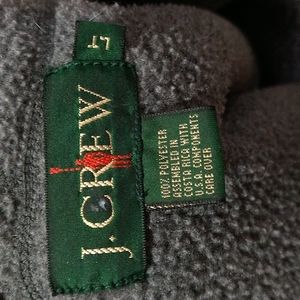 LT
J.CREW
100% POLYESTER
ASSEMBLED IN
COSTA RICA WITH
U.S.A. COMPONENTS
CARE OVER